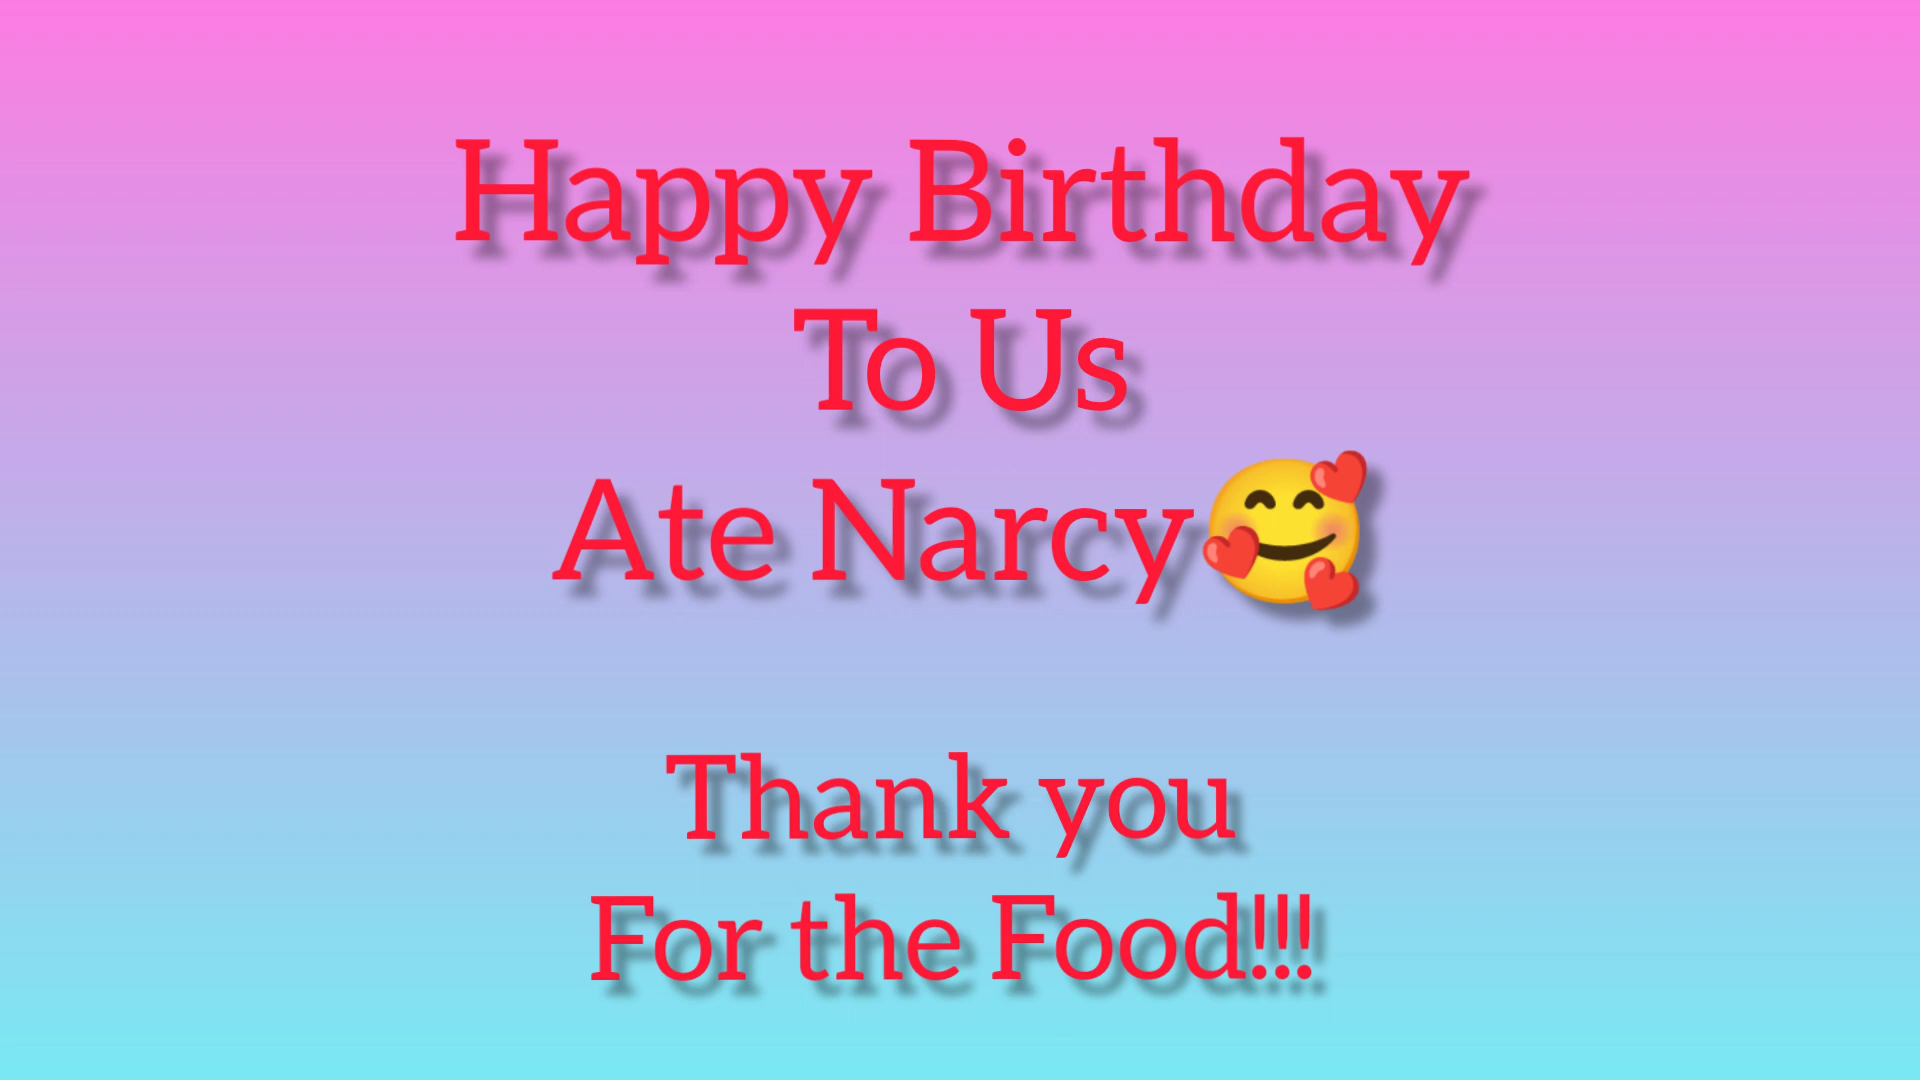 Happy Birthday
To Us
Ate Narcy🥰
Thank you
For the Food!!!